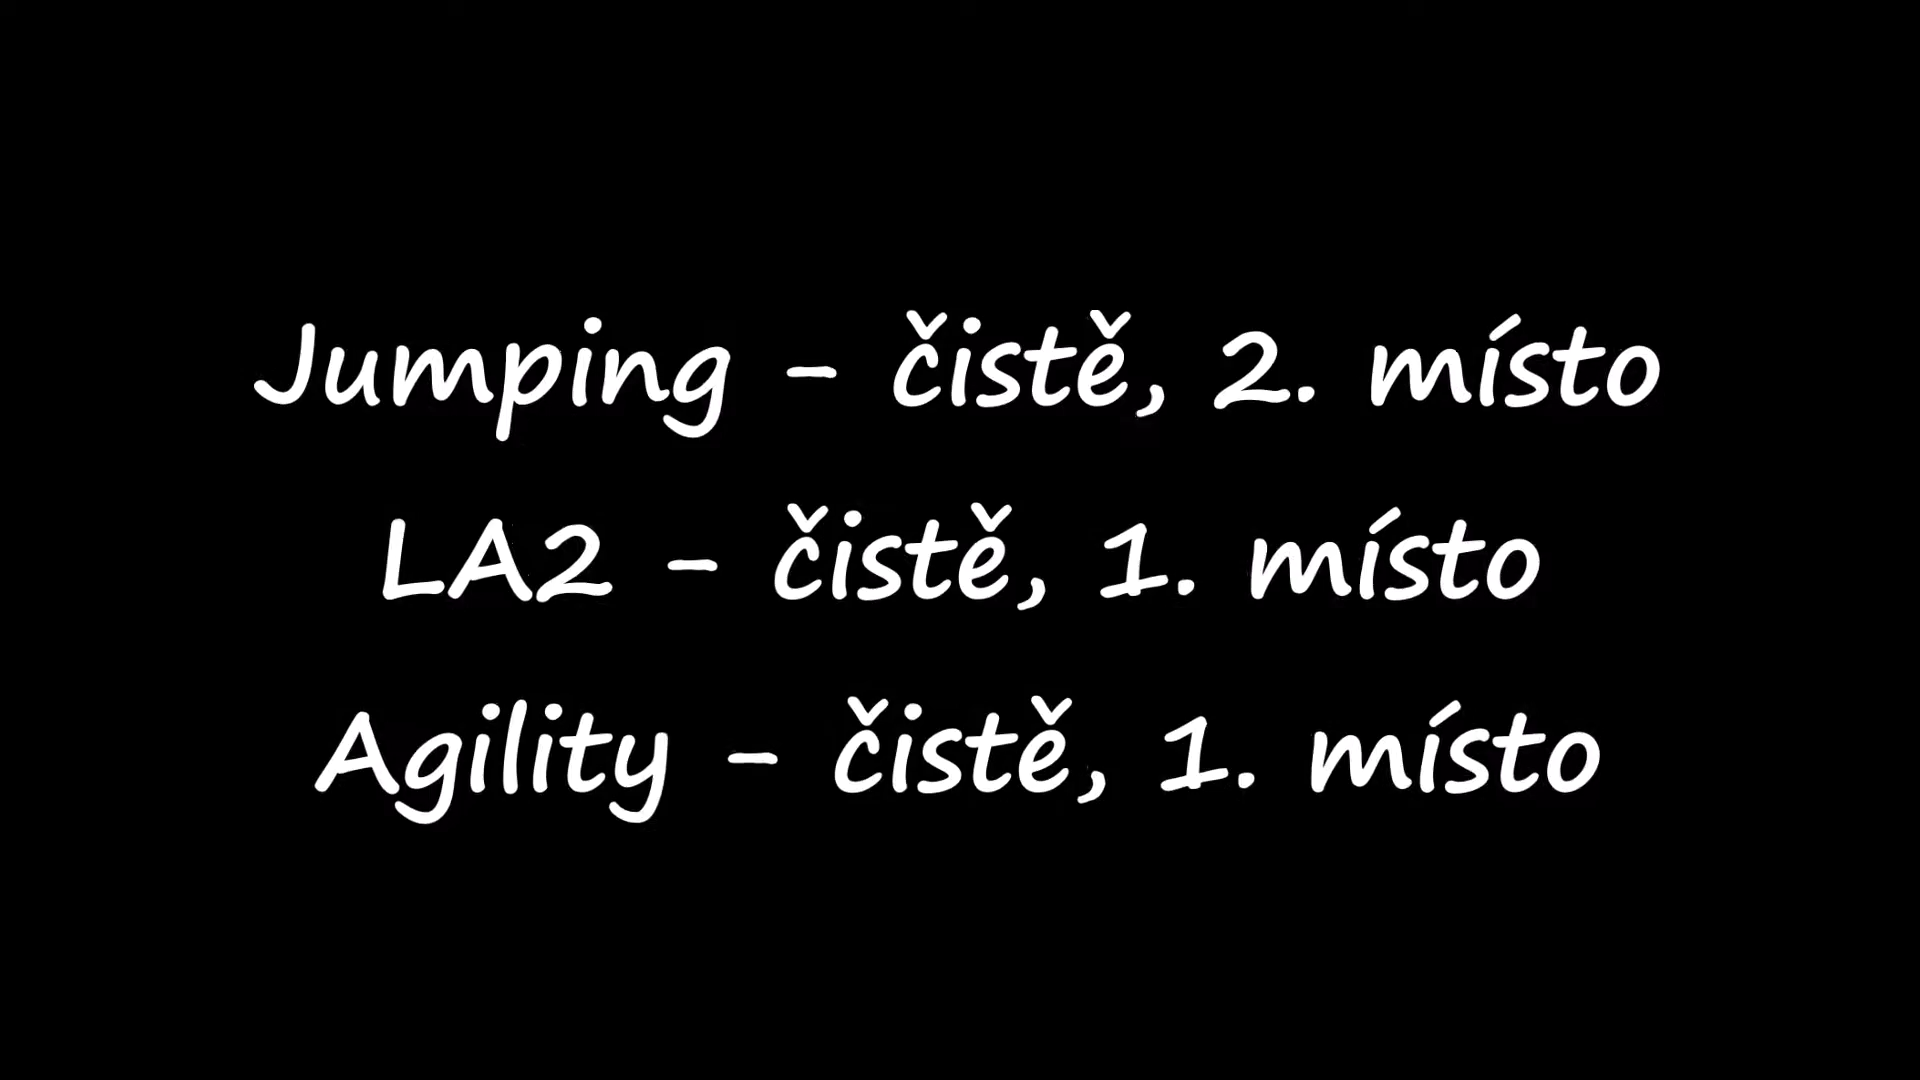 Jumping - čistě, 2. místo
LA2 - čistě, 1. místo
Agility - čistě, 1. místo